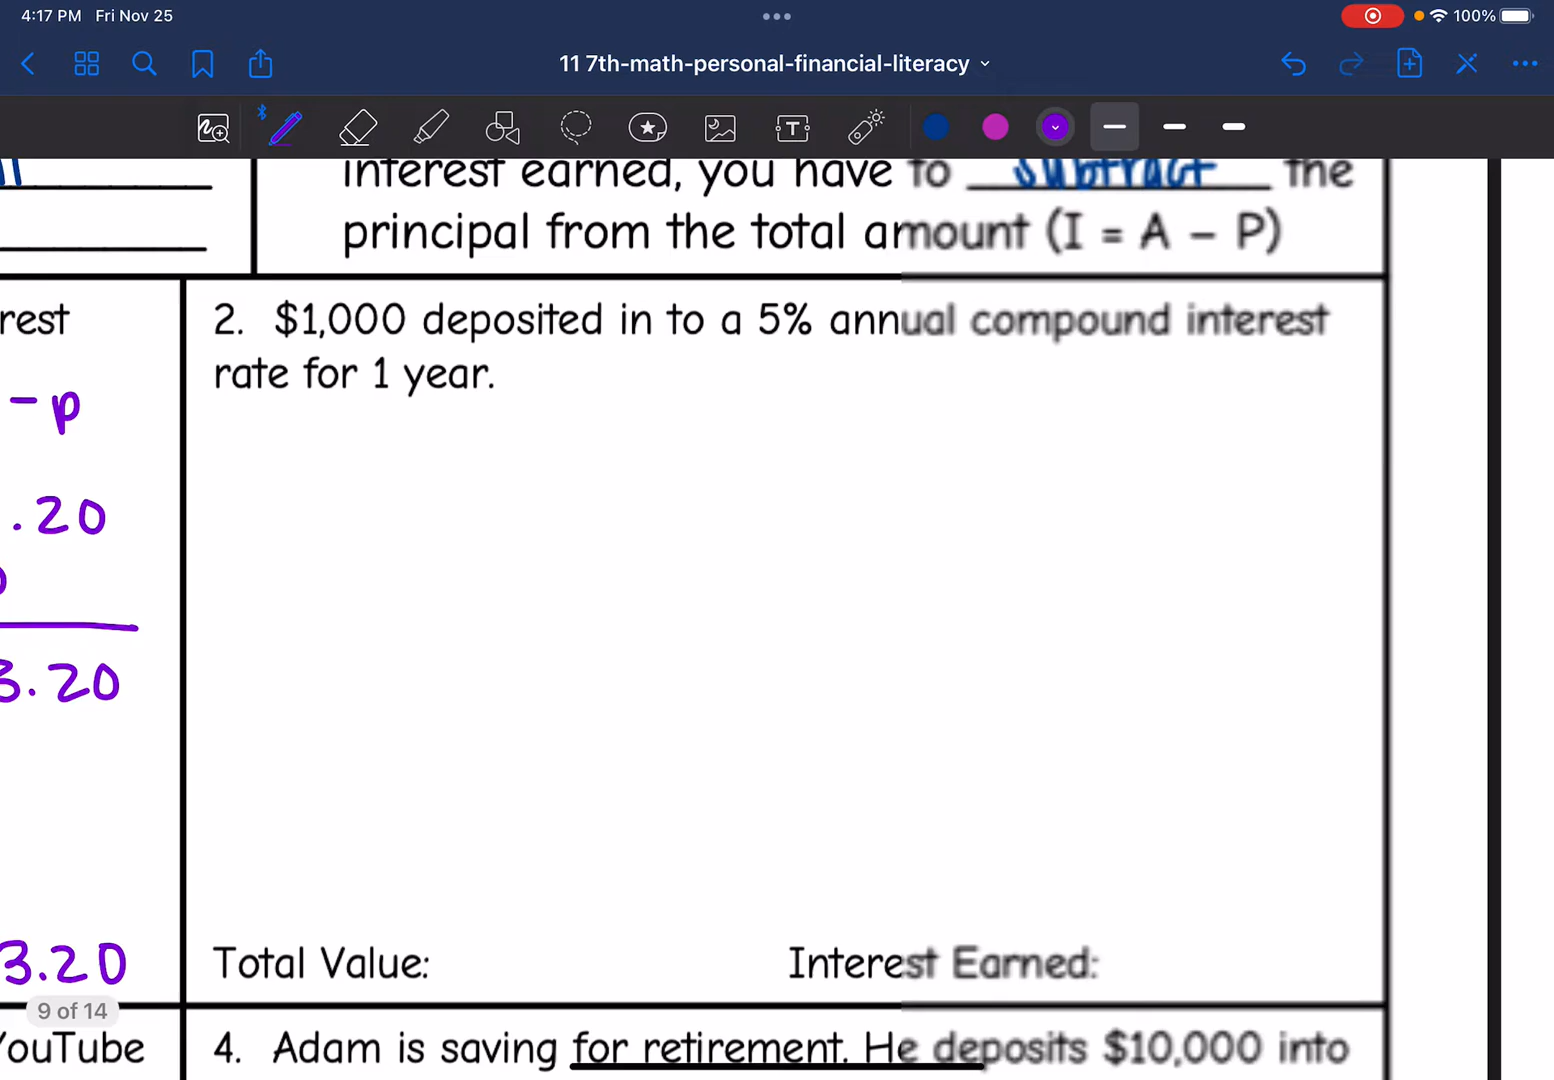 4:17 PM Fri Nov 25
100%
11 7th-math-personal-financial-literacy
T
interest earned, you have to subtract the
principal from the total amount (I = A – P)
rest
2. $1,000 deposited in to a 5% annual compound interest
rate for 1 year.
- p
.20
3.20
3.20
Total Value: Interest Earned:
9 of 14
YouTube
4. Adam is saving for retirement. He deposits $10,000 into